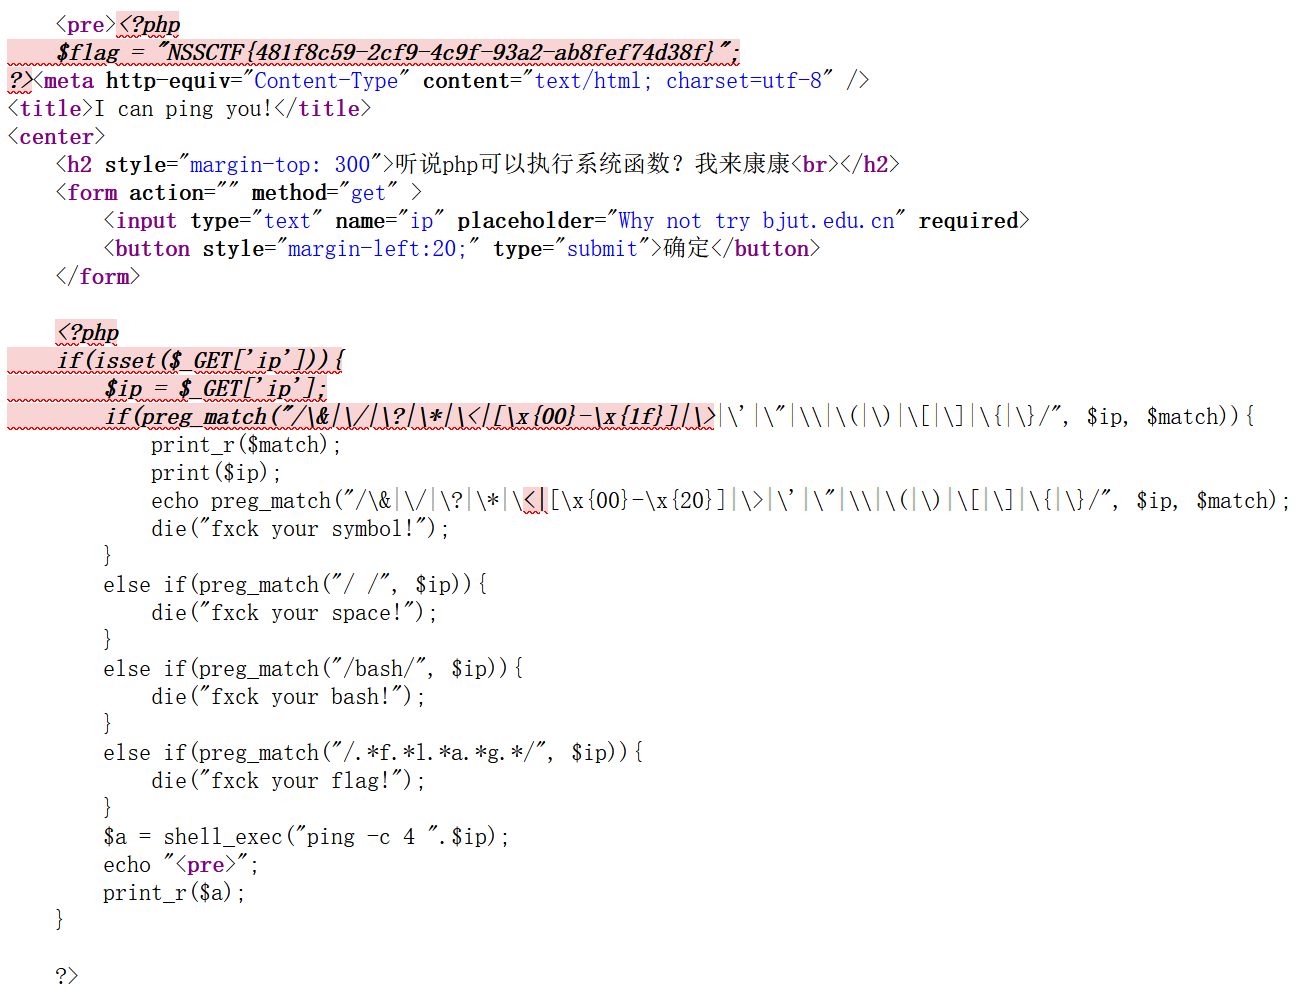 <pre><?php
$flag = "NSSCTF{481f8c59-2cf9-4c9f-93a2-ab8fef74d38f}";
?><meta http-equiv="Content-Type" content="text/html; charset=utf-8" />
<title>I can ping you!</title>
<center>
<h2 style="margin-top: 300">听说php可以执行系统函数？我来康康<br></h2>
<form action="" method="get" >
<input type="text" name="ip" placeholder="Why not try bjut.edu.cn" required>
<button style="margin-left:20;" type="submit">确定</button>
</form>
<?php
if(isset($_GET['ip'])){
$ip = $_GET['ip'];
if(preg_match("/\&|\/|\?|\*|\<|[\x{00}-\x{1f}]|\>|\'|\"|\\|\(|\)|\[|\]|\{|\}/", $ip, $match)){
print_r($match);
print($ip);
echo preg_match("/\&|\/|\?|\*|\<|[\x{00}-\x{20}]|\>|\'|\"|\\|\(|\)|\[|\]|\{|\}/", $ip, $match);
die("fxck your symbol!");
}
else if(preg_match("/ /", $ip)){
die("fxck your space!");
}
else if(preg_match("/bash/", $ip)){
die("fxck your bash!");
}
else if(preg_match("/.*f.*l.*a.*g.*/", $ip)){
die("fxck your flag!");
}
$a = shell_exec("ping -c 4 ".$ip);
echo "<pre>";
print_r($a);
}
?>